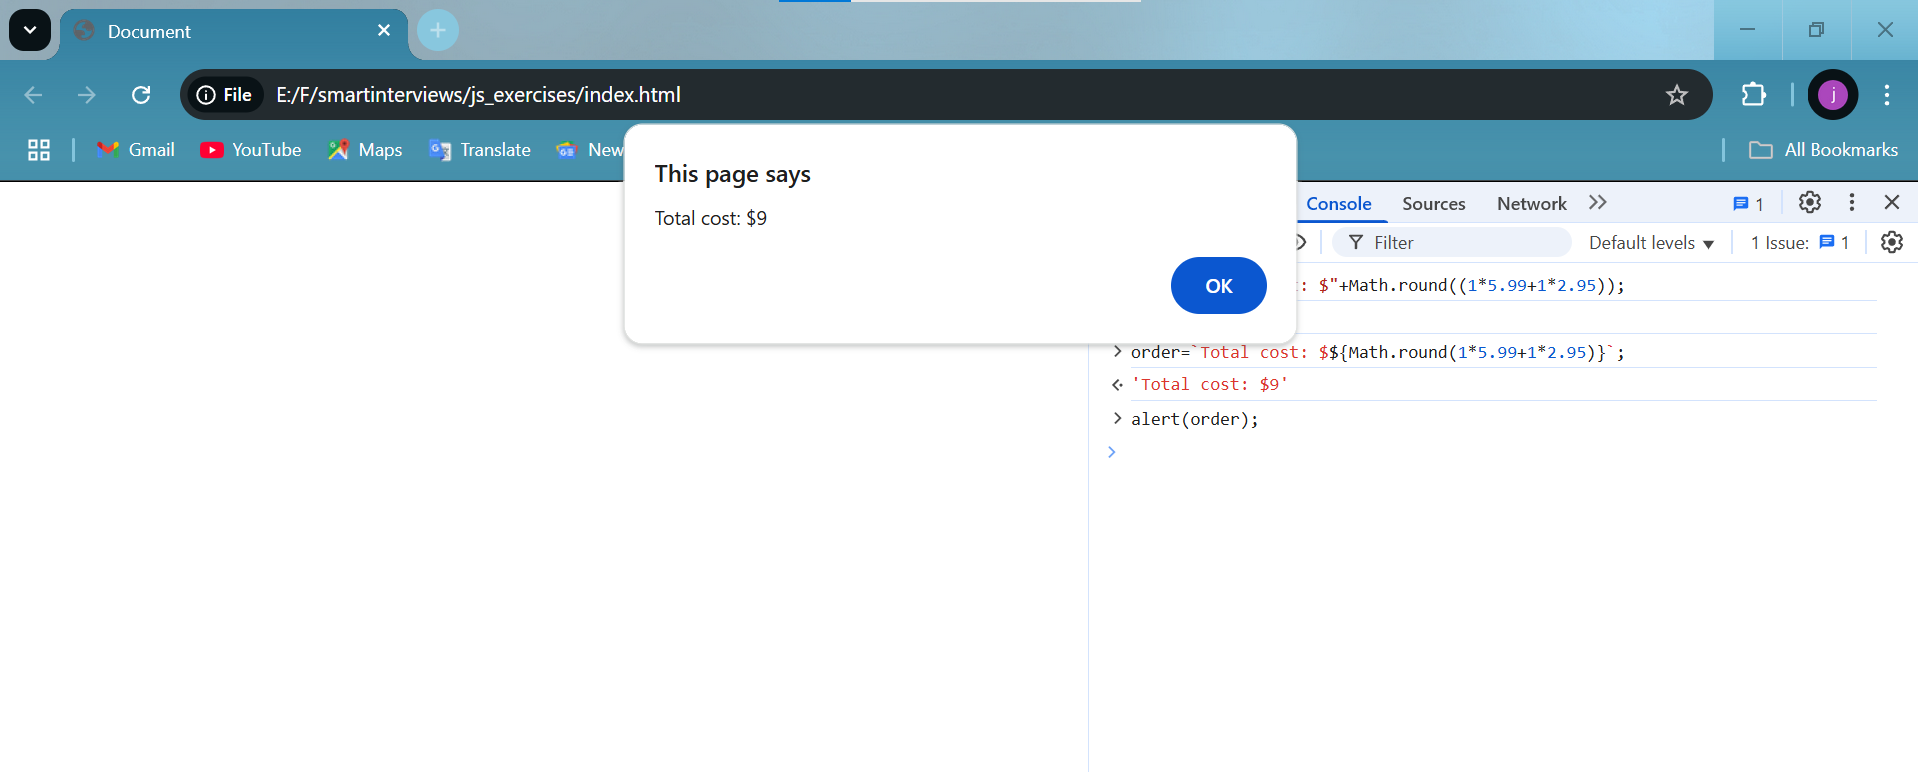 Document
File E:/F/smartinterviews/js_exercises/index.html
j
Gmail YouTube Maps Translate New
All Bookmarks
This page says
Total cost: $9
OK
Console Sources Network 1
Filter Default levels 1 Issue: 1
: $"+Math.round((1*5.99+1*2.95));
order=`Total cost: $${Math.round(1*5.99+1*2.95)}`;
'Total cost: $9'
alert(order);